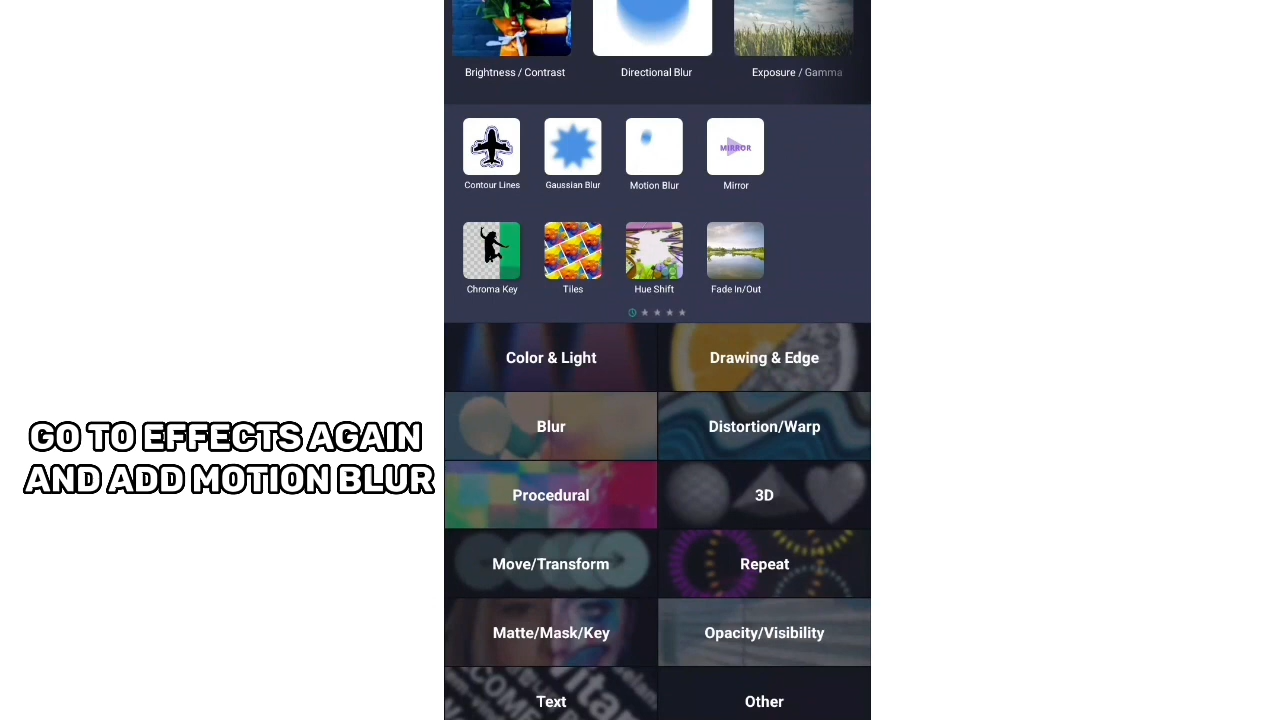 Brightness / Contrast
Directional Blur
Exposure / Gamma
MIRROR
Contour Lines
Gaussian Blur
Motion Blur
Mirror
Chroma Key
Tiles
Hue Shift
Fade In/Out
Color & Light
Drawing & Edge
GO TO EFFECTS AGAIN
AND ADD MOTION BLUR
Blur
Distortion/Warp
Procedural
3D
Move/Transform
Repeat
Matte/Mask/Key
Opacity/Visibility
Text
Other